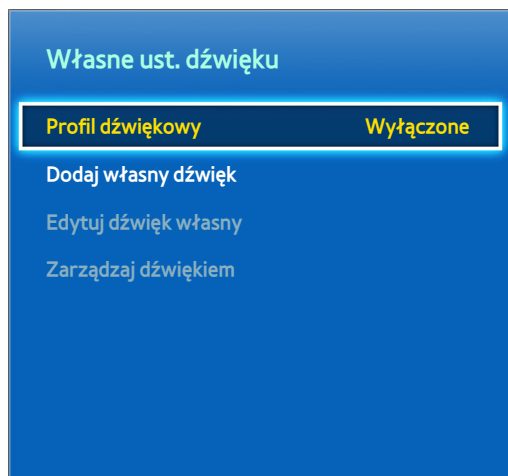 Własne ust. dźwięku
Profil dźwiękowy Wyłączone
Dodaj własny dźwięk
Edytuj dźwięk własny
Zarządzaj dźwiękiem